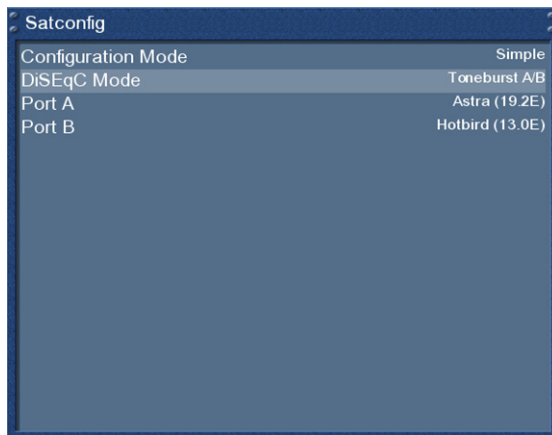 Satconfig
Configuration Mode Simple
DiSEqC Mode Toneburst A/B
Port A Astra (19.2E)
Port B Hotbird (13.0E)